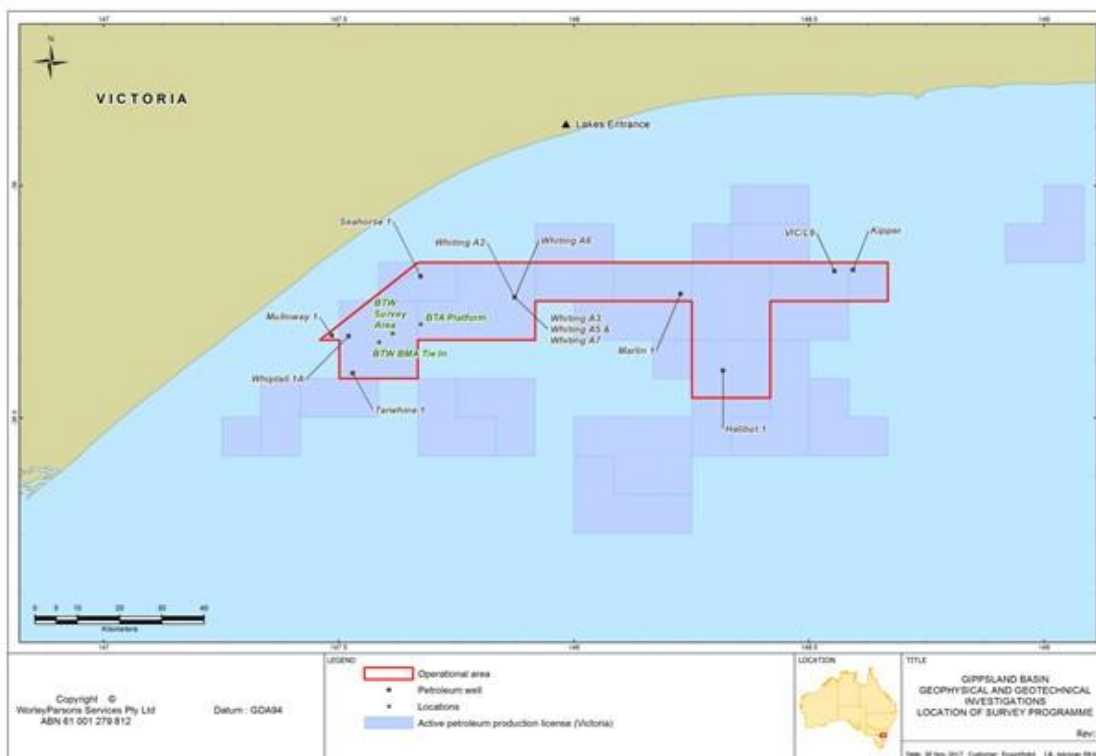 147
147.5
148
148.5
149
N
VICTORIA
Lakes Entrance
Seahorse 1
Whiting A2
Whiting A6
VIC/L9
Kipper
Mulloway 1
BTW
Survey
Area
BTA Platform
Whiting A3
Whiting A5 &
Whiting A7
BTW BMA Tie In
Marlin 1
Whiptail 1A
Tarwhine 1
Halibut 1
0 5 10 20 30 40
Kilometers
147
147.5
148
148.5
149
Copyright ©
WorleyParsons Services Pty Ltd
ABN 61 001 279 812
Datum : GDA94
LEGEND
Operational area
Petroleum well
Locations
Active petroleum production license (Victoria)
LOCATION
TITLE
GIPPSLAND BASIN
GEOPHYSICAL AND GEOTECHNICAL
INVESTIGATIONS
LOCATION OF SURVEY PROGRAMME
Rev: